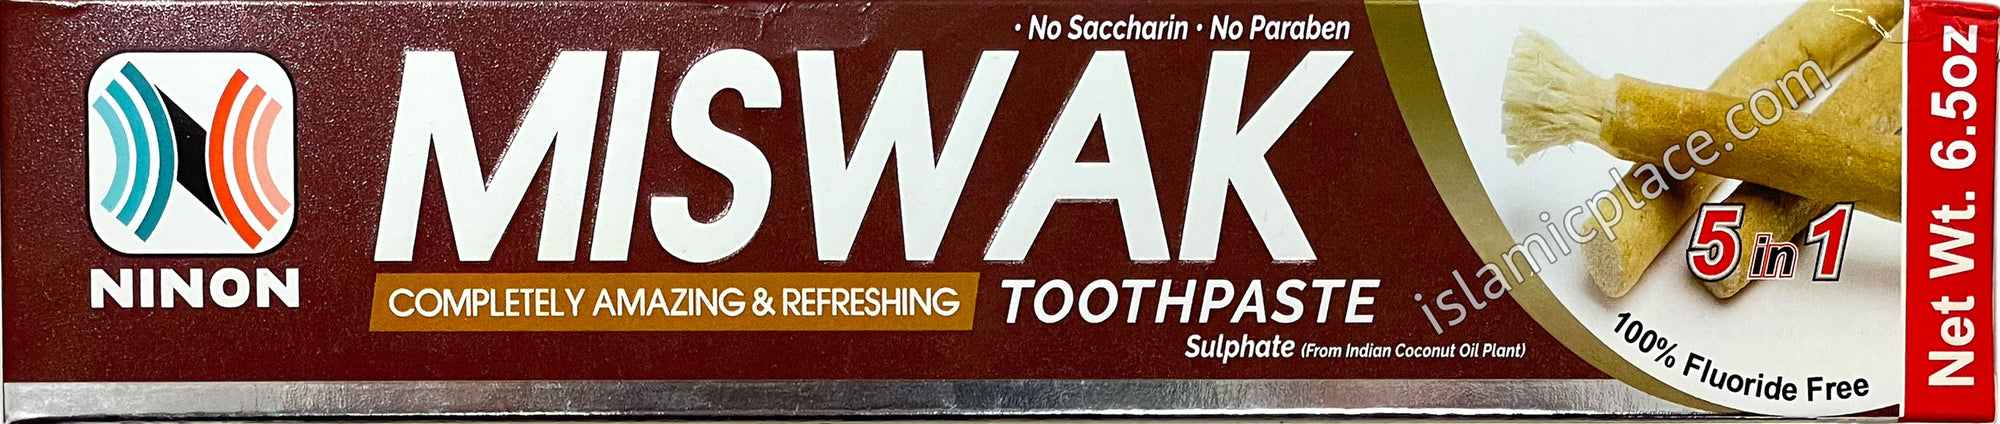 · No Saccharin · No Paraben
NINON
MISWAK
COMPLETELY AMAZING & REFRESHING
TOOTHPASTE
Sulphate (From Indian Coconut Oil Plant)
islamicplace.com
5 in 1
100% Fluoride Free
Net Wt. 6.5oz